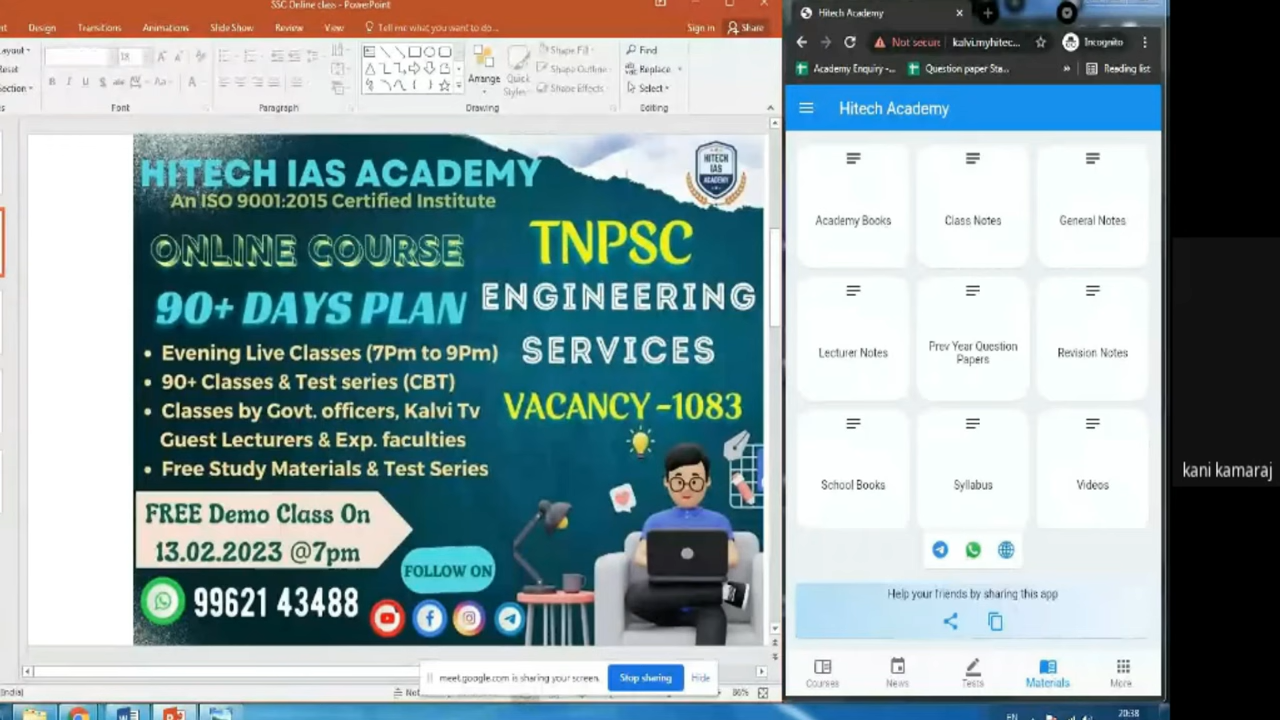 SSC Online class - PowerPoint
Design
Transitions
Animations
Slide Show
Review
View
Tell me what you want to do...
Sign in
Share
18
Arrange
Quick
Styles
Shape Fill
Shape Outline
Shape Effects
Find
Replace
Select
Font
Paragraph
Drawing
Editing
HITECH IAS ACADEMY
An ISO 9001:2015 Certified Institute
HITECH
IAS
ACADEMY
ONLINE COURSE
90+ DAYS PLAN
• Evening Live Classes (7Pm to 9Pm)
• 90+ Classes & Test series (CBT)
• Classes by Govt. officers, Kalvi Tv
Guest Lecturers & Exp. faculties
• Free Study Materials & Test Series
TNPSC
ENGINEERING
SERVICES
VACANCY -1083
FREE Demo Class On
13.02.2023 @7pm
FOLLOW ON
99621 43488
meet.google.com is sharing your screen.
Stop sharing
Hide
86%
Hitech Academy
Not secure
kalvi.myhitec...
Incognito
Academy Enquiry -...
Question paper Sta...
»
Reading list
Hitech Academy
Academy Books
Class Notes
General Notes
Lecturer Notes
Prev Year Question
Papers
Revision Notes
School Books
Syllabus
Videos
Help your friends by sharing this app
Courses
News
Tests
Materials
More
kani kamaraj
EN
20:38